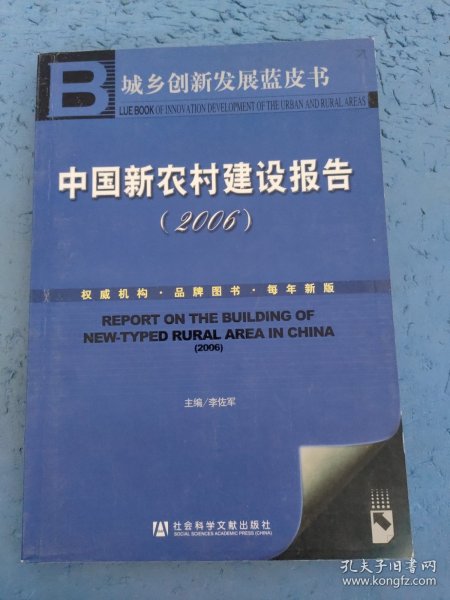 B 城乡创新发展蓝皮书
LUE BOOK OF INNOVATION DEVELOPMENT OF THE URBAN AND RURAL AREAS
中国新农村建设报告
(2006)
权威机构·品牌图书·每年新版
REPORT ON THE BUILDING OF
NEW-TYPED RURAL AREA IN CHINA
(2006)
主编/李佐军
社会科学文献出版社
SOCIAL SCIENCES ACADEMIC PRESS (CHINA)
孔夫子旧书网
www.kongfz.com